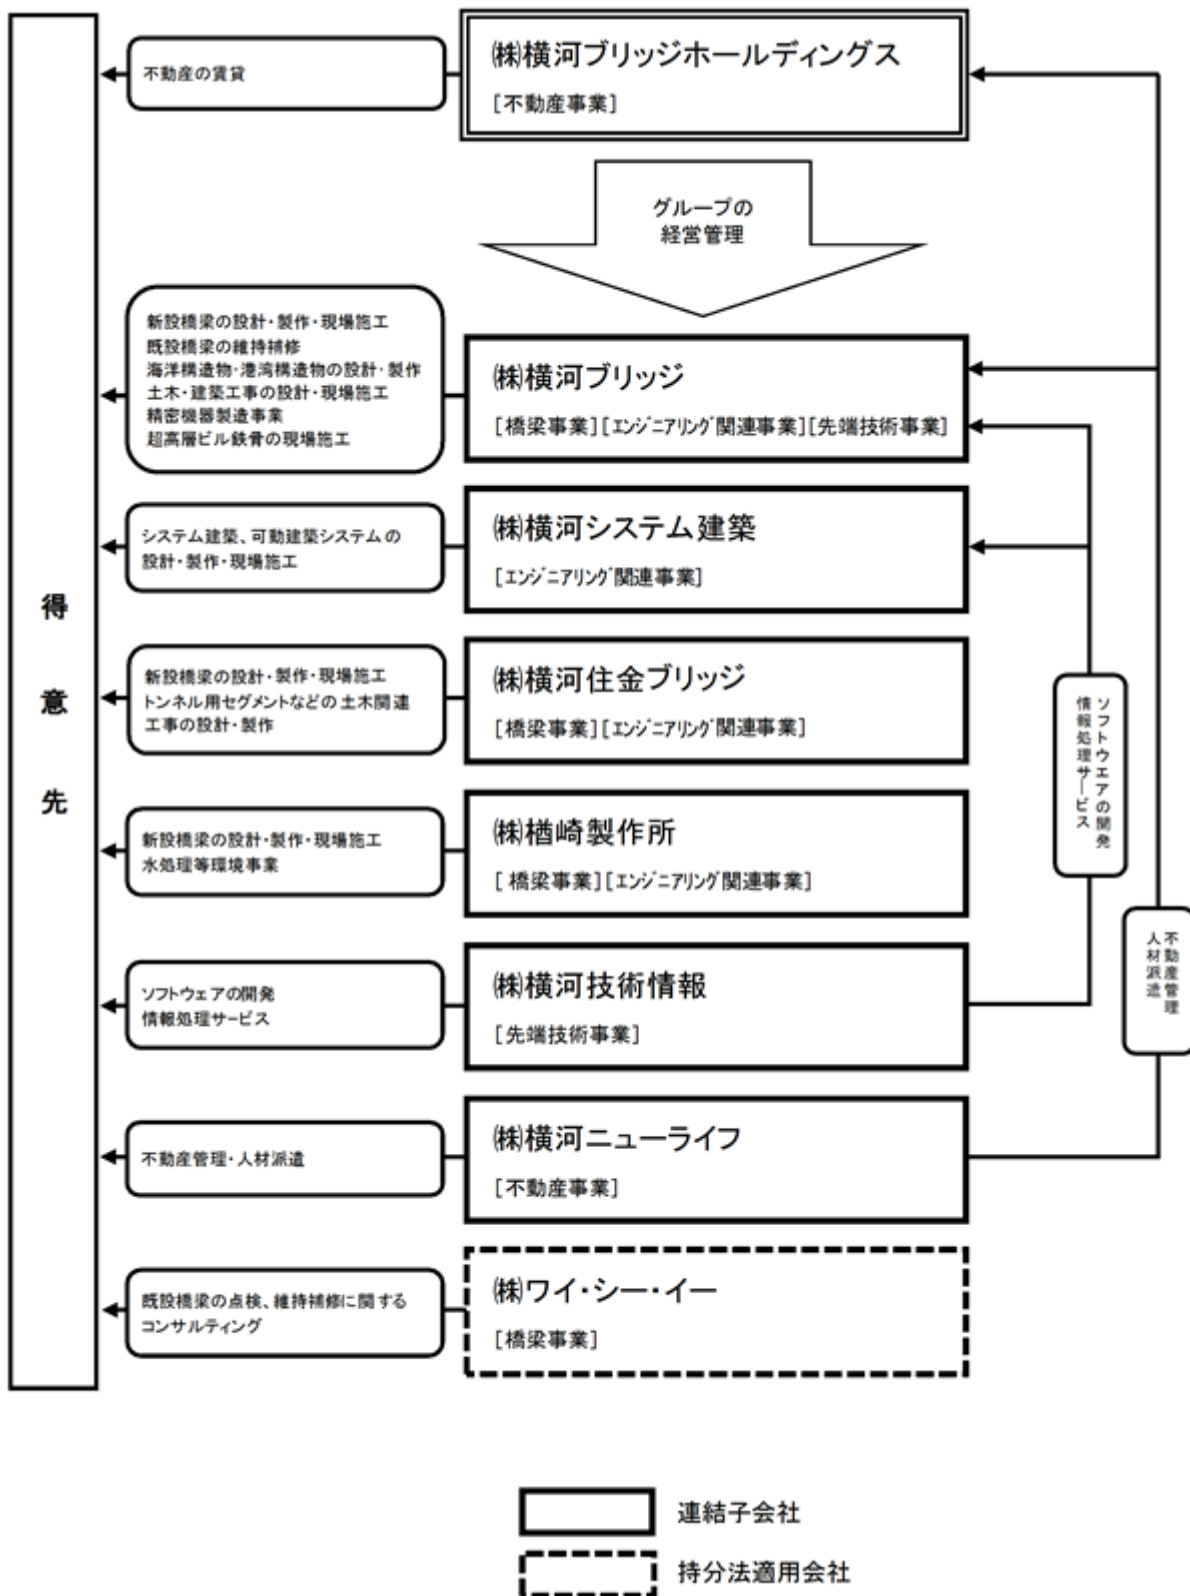 不動産の賃貸
㈱横河ブリッジホールディングス
[不動産事業]
グループの
経営管理
新設橋梁の設計・製作・現場施工
既設橋梁の維持補修
海洋構造物・港湾構造物の設計・製作
土木・建築工事の設計・現場施工
精密機器製造事業
超高層ビル鉄骨の現場施工
㈱横河ブリッジ
[橋梁事業][エンジニアリング関連事業][先端技術事業]
システム建築、可動建築システムの
設計・製作・現場施工
㈱横河システム建築
[エンジニアリング関連事業]
得意先
新設橋梁の設計・製作・現場施工
トンネル用セグメントなどの土木関連
工事の設計・製作
㈱横河住金ブリッジ
[橋梁事業][エンジニアリング関連事業]
ソフトウエアの開発
情報処理サービス
新設橋梁の設計・製作・現場施工
水処理等環境事業
㈱楢崎製作所
[橋梁事業][エンジニアリング関連事業]
不動産管理
人材派遣
ソフトウェアの開発
情報処理サービス
㈱横河技術情報
[先端技術事業]
不動産管理・人材派遣
㈱横河ニューライフ
[不動産事業]
既設橋梁の点検、維持補修に関する
コンサルティング
㈱ワイ・シー・イー
[橋梁事業]
連結子会社
持分法適用会社